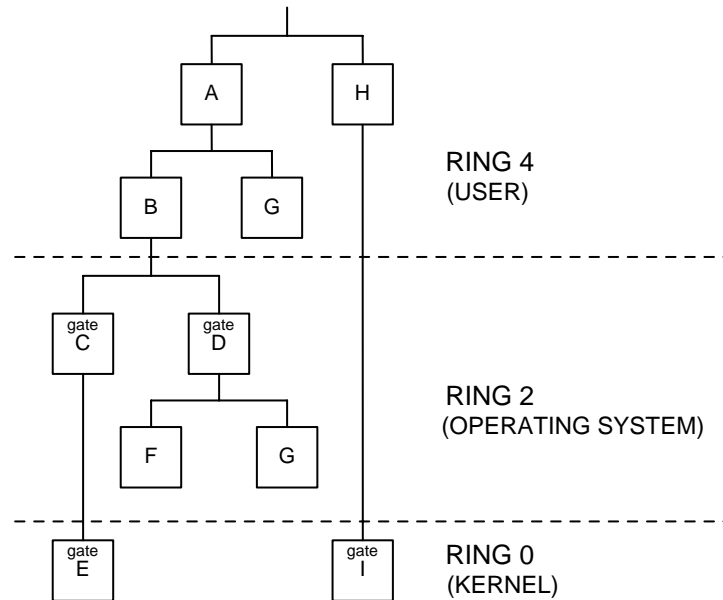 A
H
RING 4
(USER)
B
G
gate
C
gate
D
RING 2
(OPERATING SYSTEM)
F
G
gate
E
gate
I
RING 0
(KERNEL)